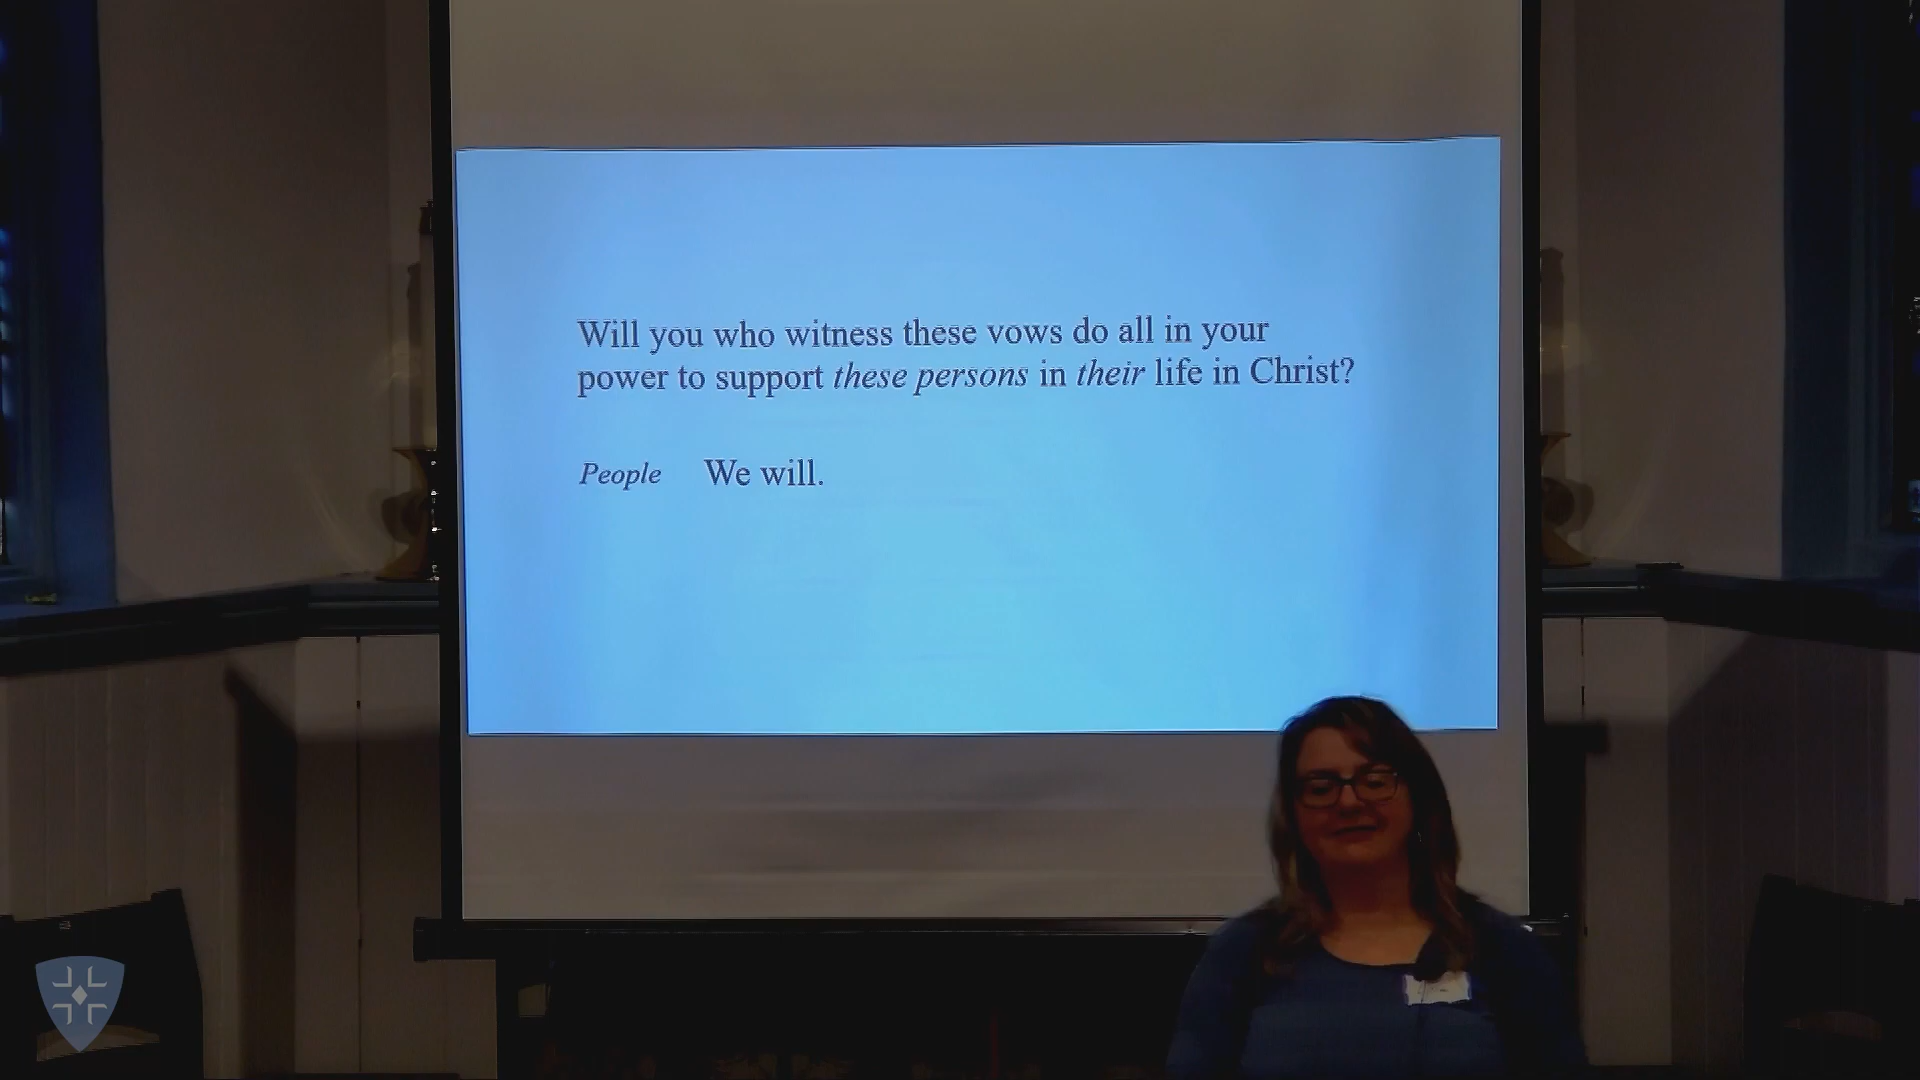 Will you who witness these vows do all in your
power to support these persons in their life in Christ?
People We will.